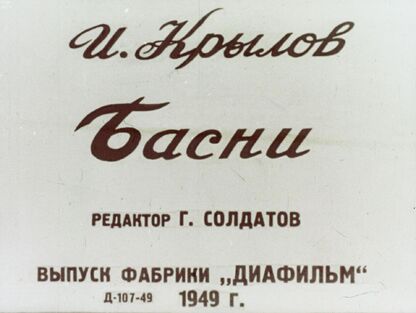 И. Крылов
Басни
РЕДАКТОР Г. СОЛДАТОВ
ВЫПУСК ФАБРИКИ „ДИАФИЛЬМ“
Д-107-49 1949 г.